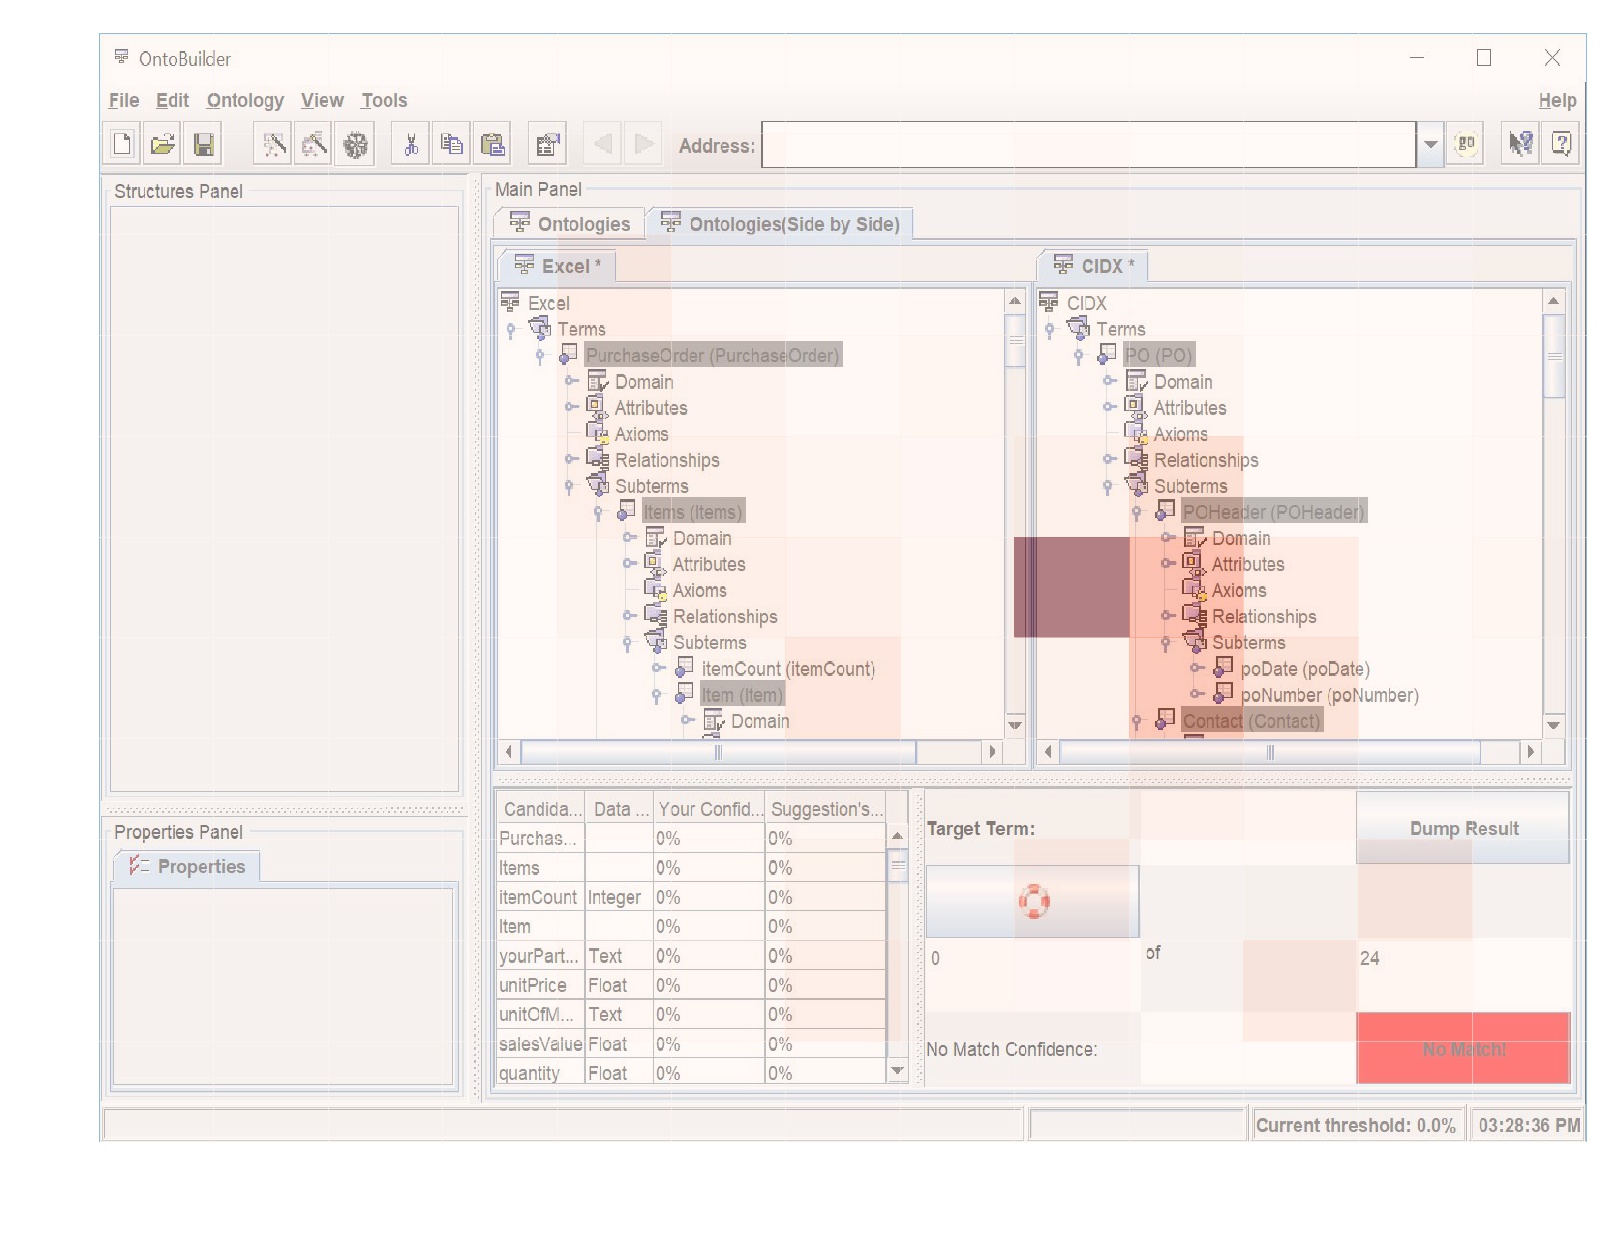 OntoBuilder
File Edit Ontology View Tools Help
Address: go
Structures Panel
Main Panel
Ontologies Ontologies(Side by Side)
Excel * CIDX *
Excel
Terms
PurchaseOrder (PurchaseOrder)
Domain
Attributes
Axioms
Relationships
Subterms
Items (Items)
Domain
Attributes
Axioms
Relationships
Subterms
itemCount (itemCount)
Item (Item)
Domain
CIDX
Terms
PO (PO)
Domain
Attributes
Axioms
Relationships
Subterms
POHeader (POHeader)
Domain
Attributes
Axioms
Relationships
Subterms
poDate (poDate)
poNumber (poNumber)
Contact (Contact)
Properties Panel
Properties
Candida... Data ... Your Confid... Suggestion's...
Purchas... 0% 0%
Items 0% 0%
itemCount Integer 0% 0%
Item 0% 0%
yourPart... Text 0% 0%
unitPrice Float 0% 0%
unitOfM... Text 0% 0%
salesValue Float 0% 0%
quantity Float 0% 0%
Target Term: Dump Result
0 of 24
No Match Confidence: No Match!
Current threshold: 0.0% 03:28:36 PM